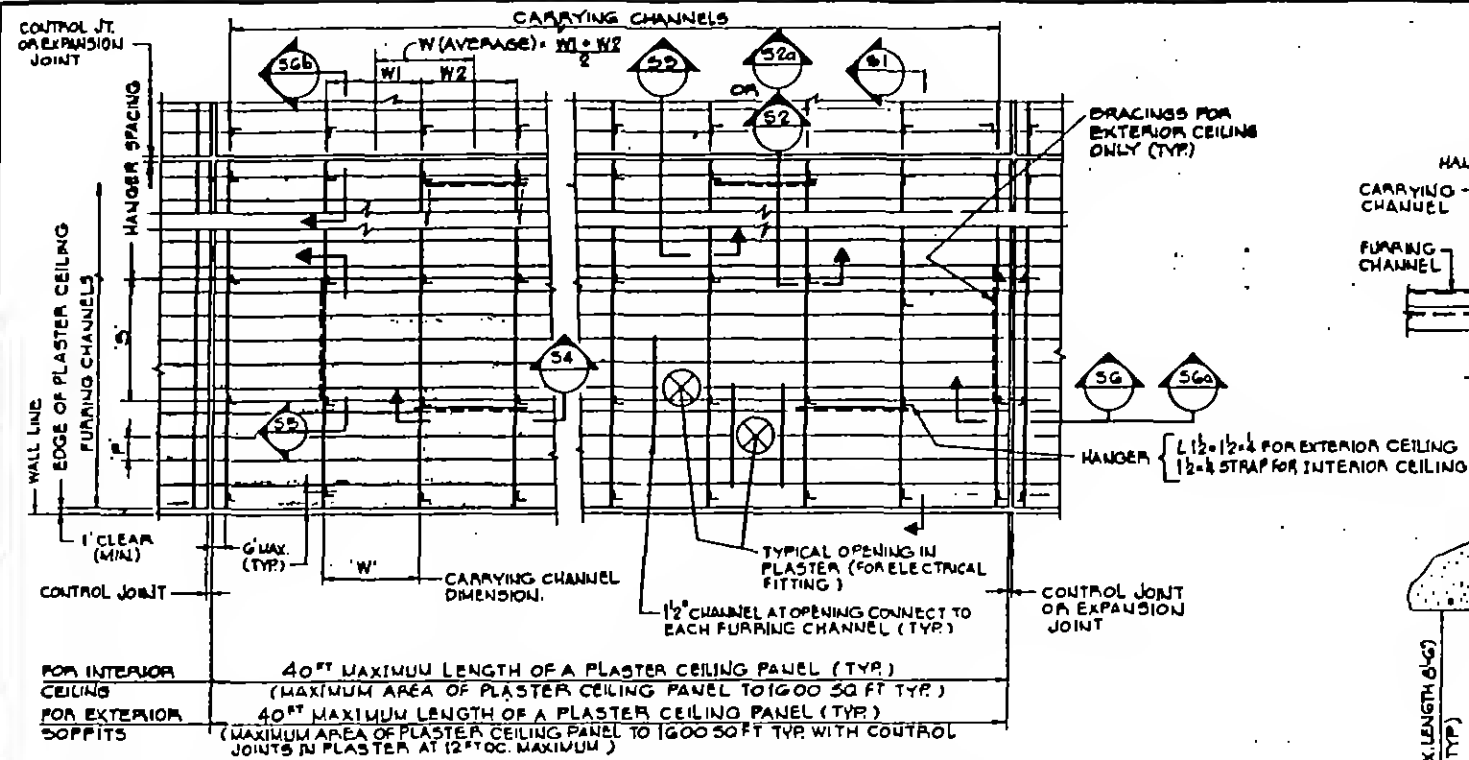 CARRYING CHANNELS
CONTROL JT.
OR EXPANSION
JOINT
W (AVERAGE) = W1 + W2
2
W1 W2
S6b
S5
S2a
OR
S2
S1
BRACINGS FOR
EXTERIOR CEILING
ONLY (TYP.)
CARRYING
CHANNEL
FURRING
CHANNEL
HANGER SPACING
'S'
'F'
FURRING CHANNELS
EDGE OF PLASTER CEILING
WALL LINE
S4
S5
S6 S6a
HANGER
L 1½×1½×¼ FOR EXTERIOR CEILING
1½×¼ STRAP FOR INTERIOR CEILING
1" CLEAR
(MIN)
6" MAX.
(TYP.)
'W'
CARRYING CHANNEL
DIMENSION.
TYPICAL OPENING IN
PLASTER (FOR ELECTRICAL
FITTING)
1½" CHANNEL AT OPENING CONNECT TO
EACH FURRING CHANNEL (TYP.)
CONTROL JOINT
CONTROL JOINT
OR EXPANSION
JOINT
FOR INTERIOR
CEILING
40FT MAXIMUM LENGTH OF A PLASTER CEILING PANEL (TYP.)
(MAXIMUM AREA OF PLASTER CEILING PANEL TO 1600 SQ FT TYP.)
FOR EXTERIOR
SOFFITS
40FT MAXIMUM LENGTH OF A PLASTER CEILING PANEL (TYP.)
(MAXIMUM AREA OF PLASTER CEILING PANEL TO 1600 SQ FT TYP. WITH CONTROL
JOINTS IN PLASTER AT 12FT OC. MAXIMUM)
TYP)